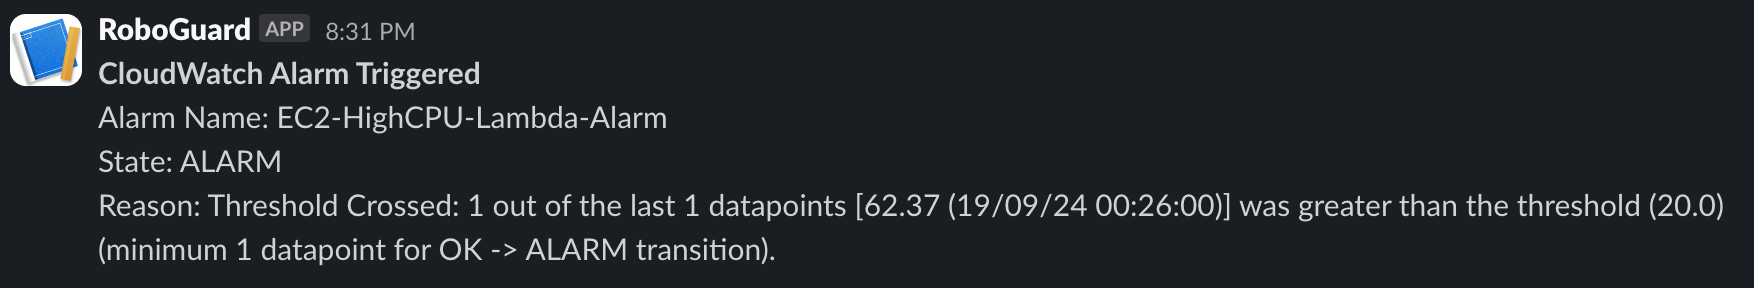 RoboGuard APP 8:31 PM
CloudWatch Alarm Triggered
Alarm Name: EC2-HighCPU-Lambda-Alarm
State: ALARM
Reason: Threshold Crossed: 1 out of the last 1 datapoints [62.37 (19/09/24 00:26:00)] was greater than the threshold (20.0)
(minimum 1 datapoint for OK -> ALARM transition).